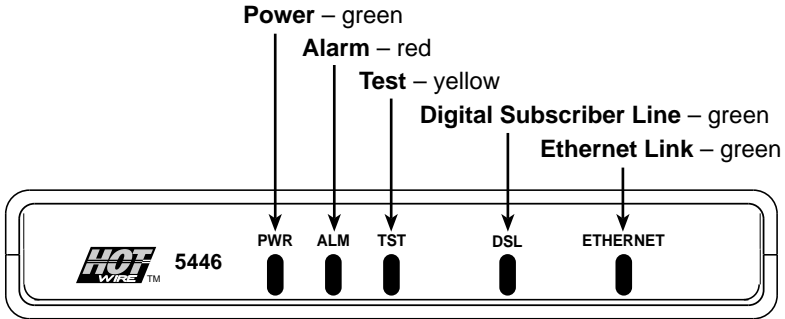 Power – green
Alarm – red
Test – yellow
Digital Subscriber Line – green
Ethernet Link – green
PWR ALM TST DSL ETHERNET
HOT
WIRE TM
5446